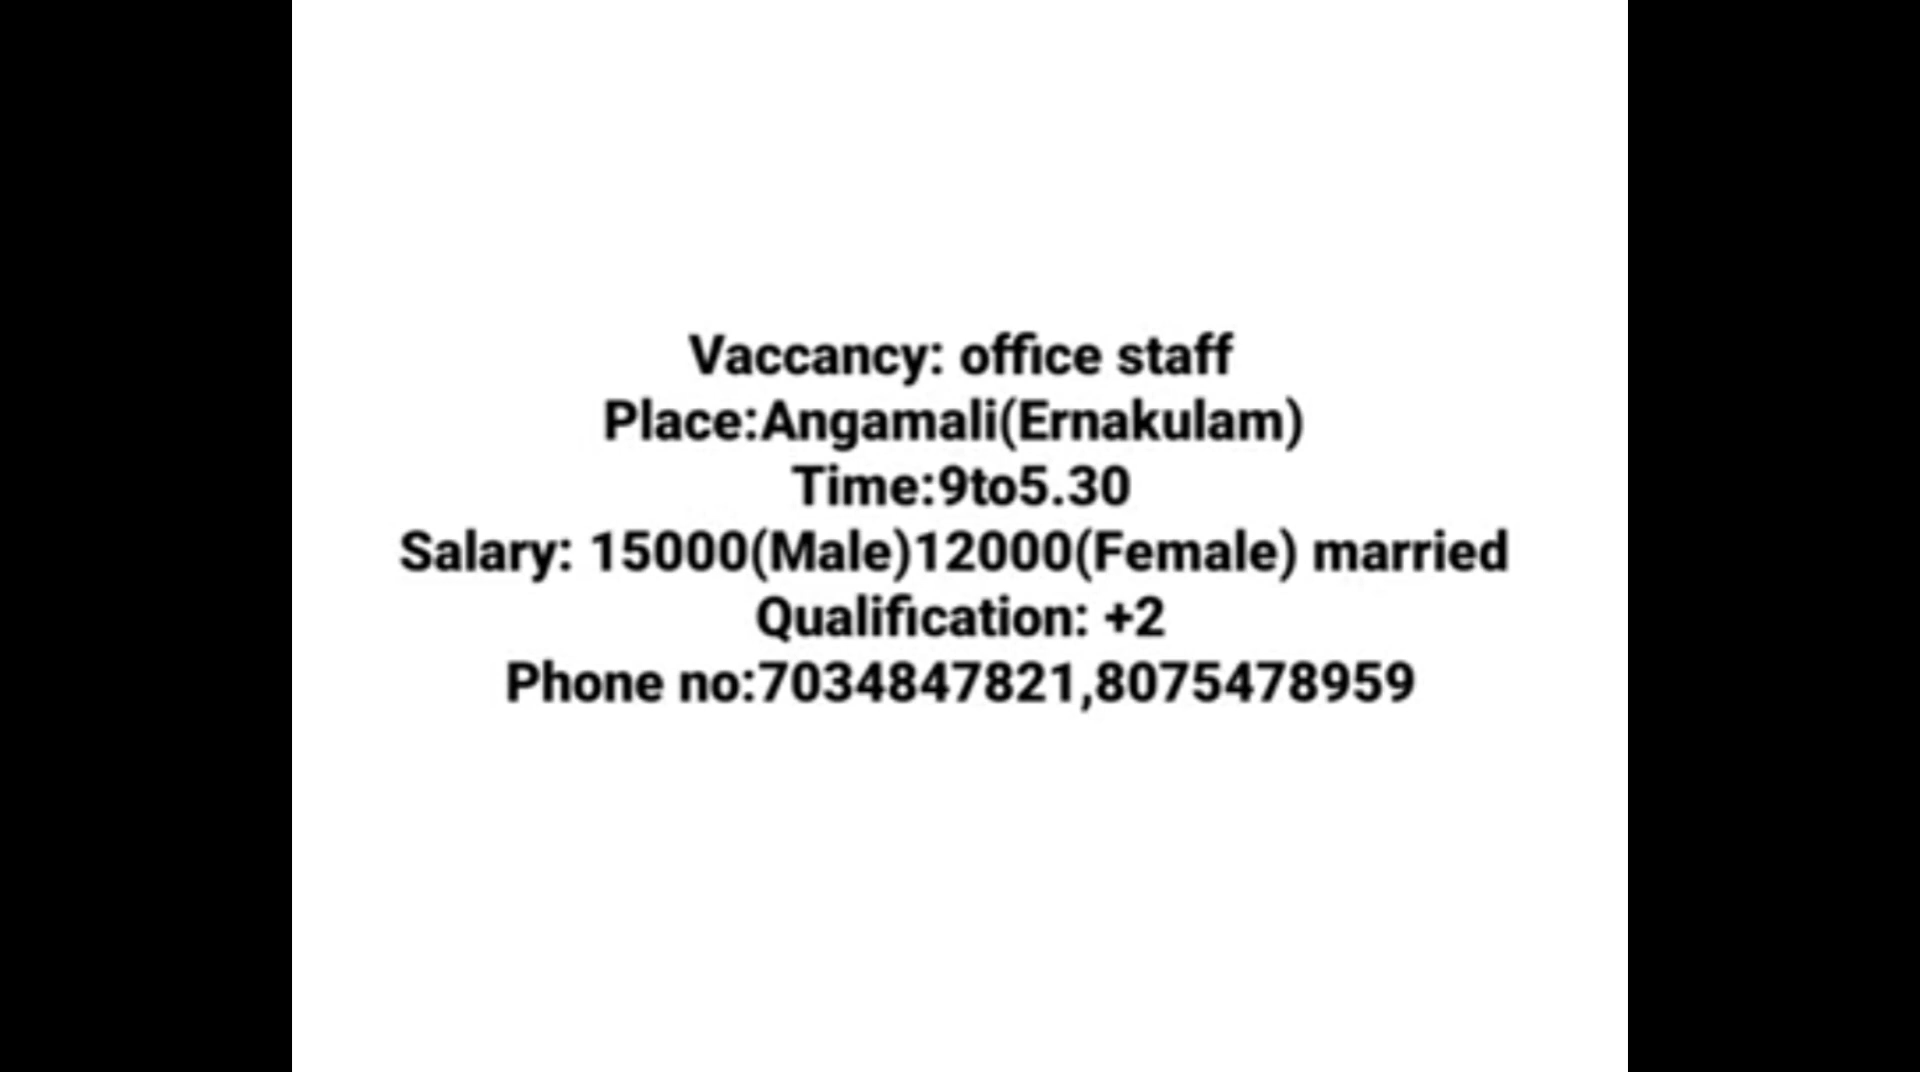 Vaccancy: office staff
Place:Angamali(Ernakulam)
Time:9to5.30
Salary: 15000(Male)12000(Female) married
Qualification: +2
Phone no:7034847821,8075478959